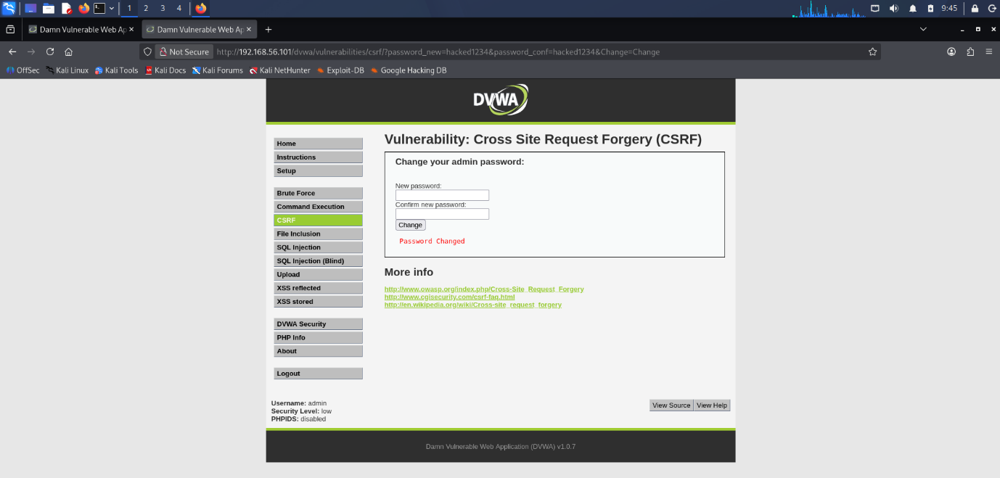 1 2 3 4 9:45
Damn Vulnerable Web Ap Damn Vulnerable Web Ap
Not Secure http://192.168.56.101/dvwa/vulnerabilities/csrf/?password_new=hacked1234&password_conf=hacked1234&Change=Change
OffSec Kali Linux Kali Tools Kali Docs Kali Forums Kali NetHunter Exploit-DB Google Hacking DB
DVWA
Home
Instructions
Setup
Brute Force
Command Execution
CSRF
File Inclusion
SQL Injection
SQL Injection (Blind)
Upload
XSS reflected
XSS stored
DVWA Security
PHP Info
About
Logout
Vulnerability: Cross Site Request Forgery (CSRF)
Change your admin password:
New password:
Confirm new password:
Change
Password Changed
More info
http://www.owasp.org/index.php/Cross-Site_Request_Forgery
http://www.cgisecurity.com/csrf-faq.html
http://en.wikipedia.org/wiki/Cross-site_request_forgery
Username: admin
Security Level: low
PHPIDS: disabled
View Source View Help
Damn Vulnerable Web Application (DVWA) v1.0.7